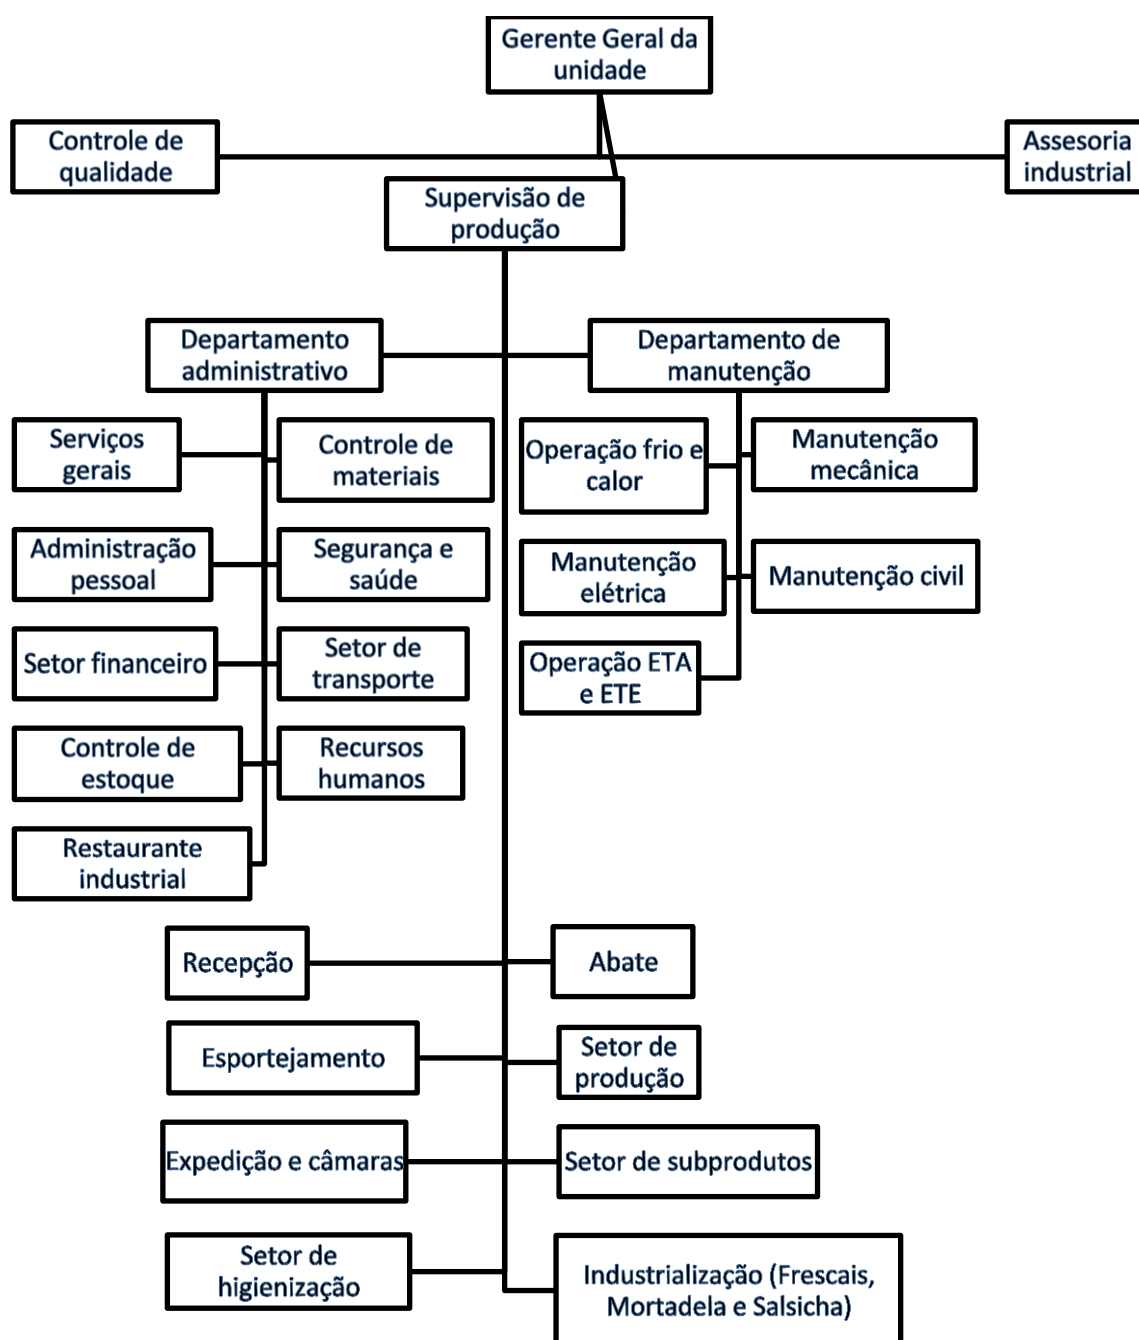 Gerente Geral da
unidade
Controle de
qualidade
Assesoria
industrial
Supervisão de
produção
Departamento
administrativo
Departamento de
manutenção
Serviços
gerais
Controle de
materiais
Operação frio e
calor
Manutenção
mecânica
Administração
pessoal
Segurança e
saúde
Manutenção
elétrica
Manutenção civil
Setor financeiro
Setor de
transporte
Operação ETA
e ETE
Controle de
estoque
Recursos
humanos
Restaurante
industrial
Recepção
Abate
Esportejamento
Setor de
produção
Expedição e câmaras
Setor de subprodutos
Setor de
higienização
Industrialização (Frescais,
Mortadela e Salsicha)